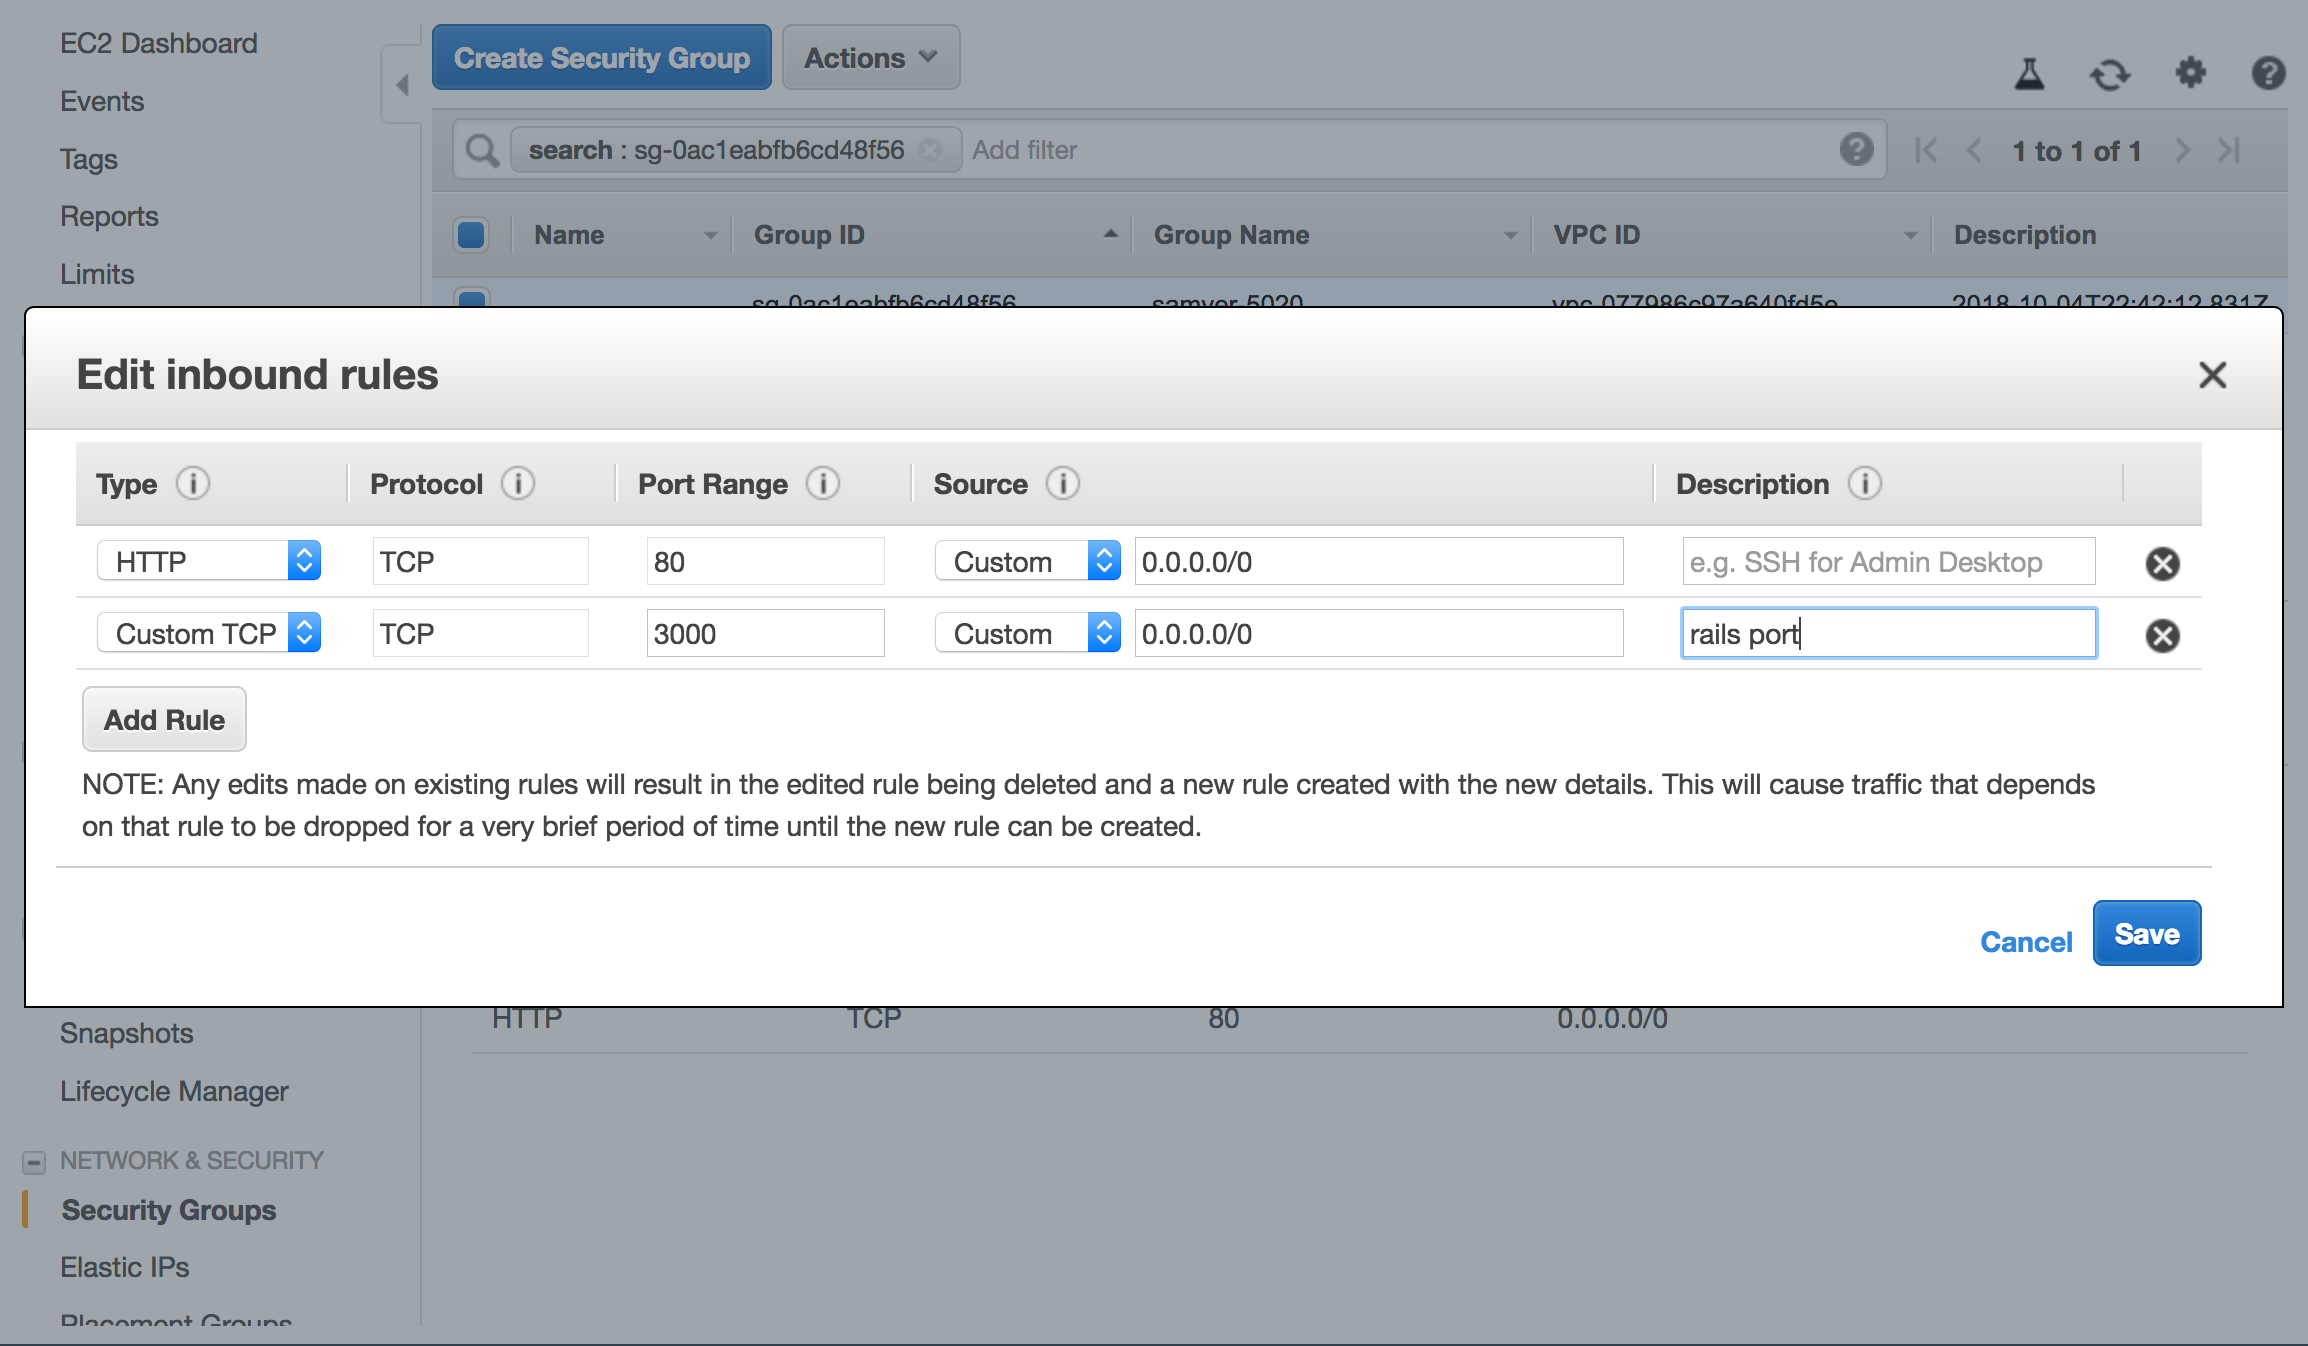 EC2 Dashboard
Events
Tags
Reports
Limits
Create Security Group Actions
search : sg-0ac1eabfb6cd48f56 Add filter 1 to 1 of 1
Name Group ID Group Name VPC ID Description
sg-0ac1eabfb6cd48f56 samver-5020 vpc-077986c97a640fd5e 2018-10-04T22:42:12.831Z
Edit inbound rules
Type Protocol Port Range Source Description
HTTP TCP 80 Custom 0.0.0.0/0 e.g. SSH for Admin Desktop
Custom TCP TCP 3000 Custom 0.0.0.0/0 rails port
Add Rule
NOTE: Any edits made on existing rules will result in the edited rule being deleted and a new rule created with the new details. This will cause traffic that depends
on that rule to be dropped for a very brief period of time until the new rule can be created.
Cancel Save
HTTP TCP 80 0.0.0.0/0
Snapshots
Lifecycle Manager
NETWORK & SECURITY
Security Groups
Elastic IPs
Placement Groups